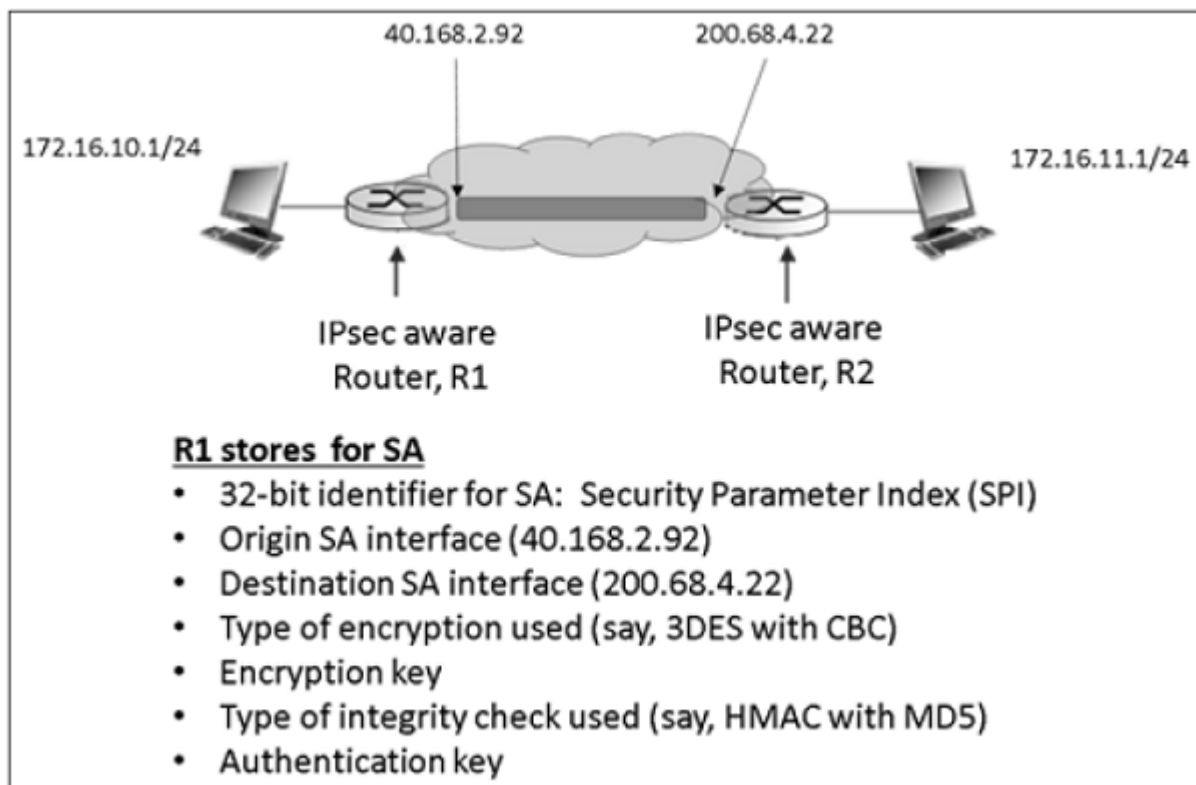 40.168.2.92
200.68.4.22
172.16.10.1/24
172.16.11.1/24
IPsec aware
Router, R1
IPsec aware
Router, R2
R1 stores for SA
• 32-bit identifier for SA: Security Parameter Index (SPI)
• Origin SA interface (40.168.2.92)
• Destination SA interface (200.68.4.22)
• Type of encryption used (say, 3DES with CBC)
• Encryption key
• Type of integrity check used (say, HMAC with MD5)
• Authentication key